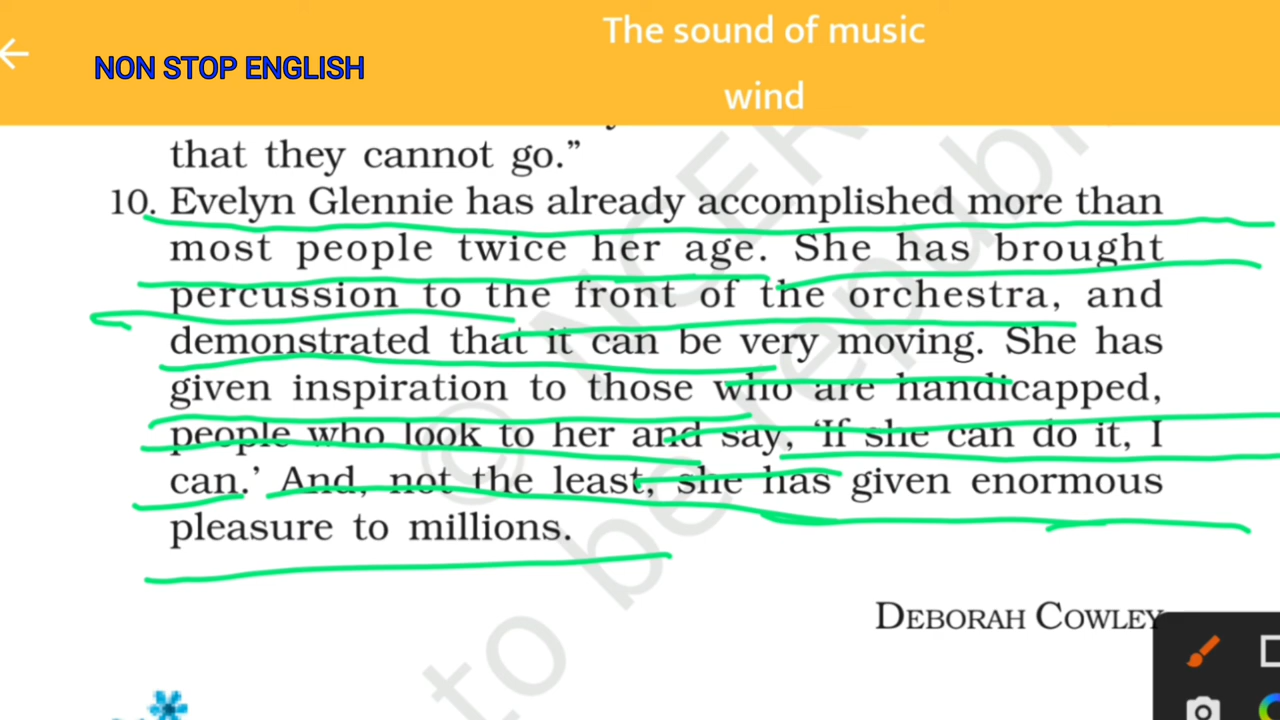 The sound of music
NON STOP ENGLISH
wind
that they cannot go.”
10. Evelyn Glennie has already accomplished more than
most people twice her age. She has brought
percussion to the front of the orchestra, and
demonstrated that it can be very moving. She has
given inspiration to those who are handicapped,
people who look to her and say, ‘If she can do it, I
can.’ And, not the least, she has given enormous
pleasure to millions.
DEBORAH COWLEY
© NCERT
to be republ